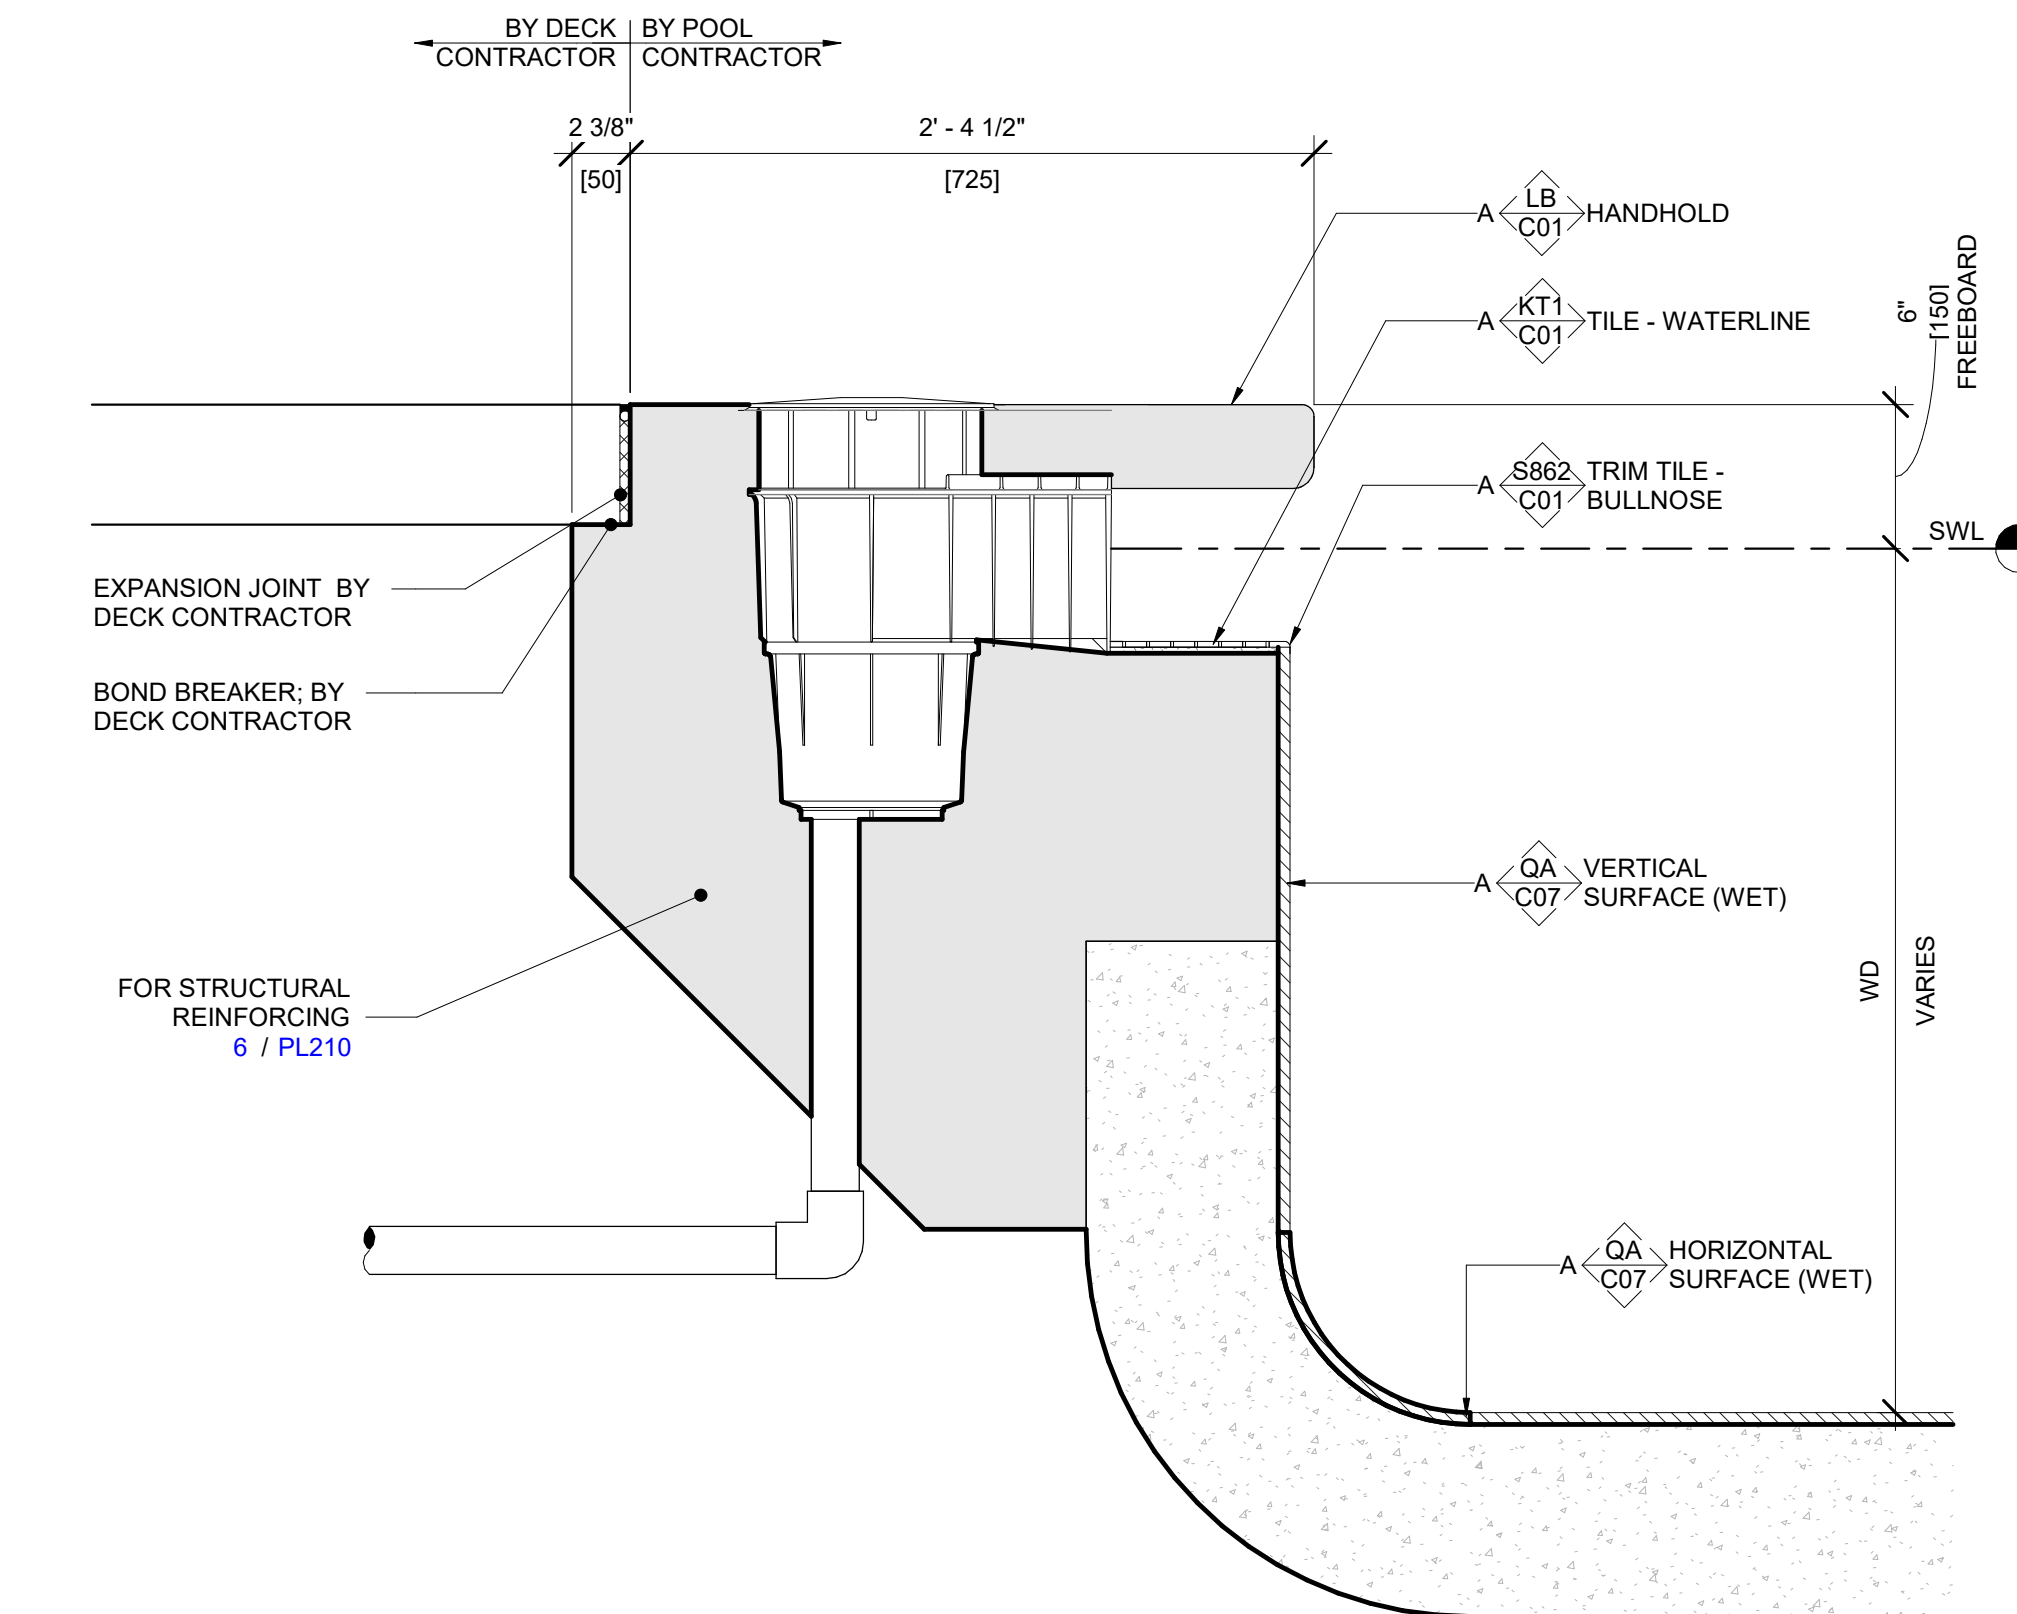 BY DECK
CONTRACTOR
BY POOL
CONTRACTOR
2 3/8"
[50]
2' - 4 1/2"
[725]
A LB
C01 HANDHOLD
A KT1
C01 TILE - WATERLINE
6"
[150]
FREEBOARD
A S862
C01
TRIM TILE -
BULLNOSE
SWL
EXPANSION JOINT BY
DECK CONTRACTOR
BOND BREAKER; BY
DECK CONTRACTOR
A QA
C07
VERTICAL
SURFACE (WET)
FOR STRUCTURAL
REINFORCING
6 / PL210
WD
VARIES
A QA
C07
HORIZONTAL
SURFACE (WET)